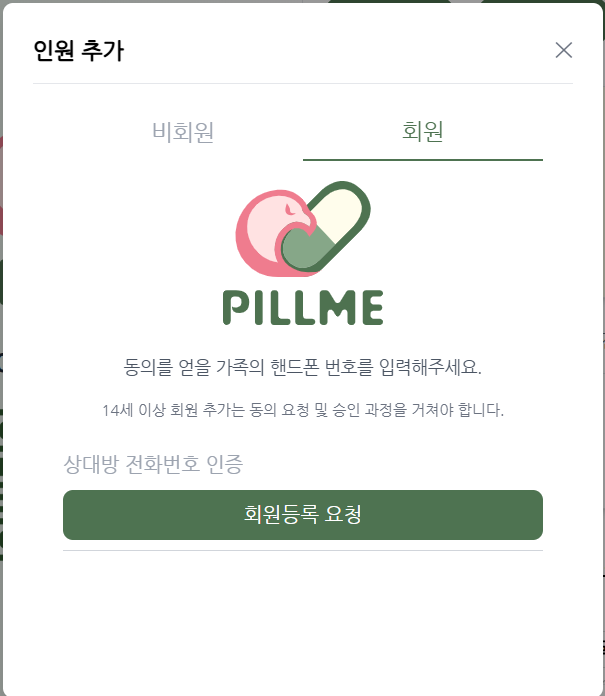 인원 추가
비회원
회원
PILLME
동의를 얻을 가족의 핸드폰 번호를 입력해주세요.
14세 이상 회원 추가는 동의 요청 및 승인 과정을 거쳐야 합니다.
상대방 전화번호 인증
회원등록 요청